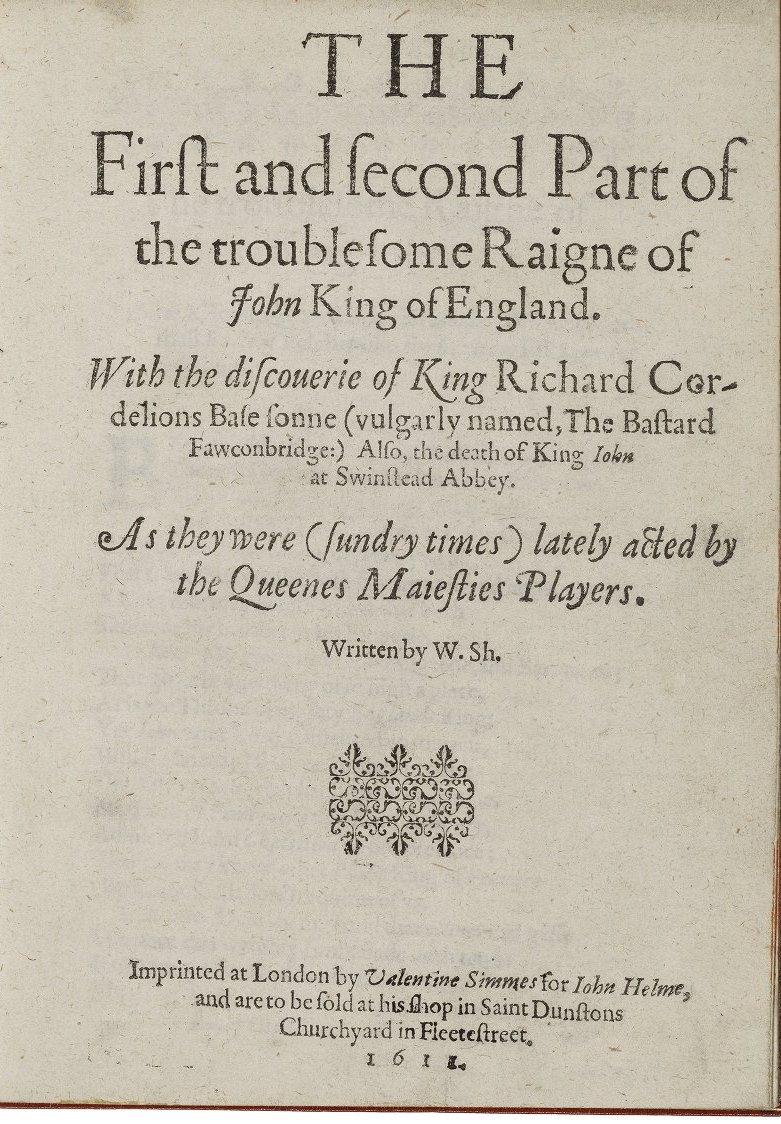 THE
Firſt and ſecond Part of
the troubleſome Raigne of
John King of England.
With the diſcouerie of King Richard Cor-
delions Baſe ſonne (vulgarly named, The Baſtard
Fawconbridge:) Alſo, the death of King Iohn
at Swinſtead Abbey.
As they were (ſundry times) lately acted by
the Queenes Maieſties Players.
Written by W. Sh.
Imprinted at London by Valentine Simmes for Iohn Helme,
and are to be ſold at his ſhop in Saint Dunſtons
Churchyard in Fleeteſtreet.
1611.